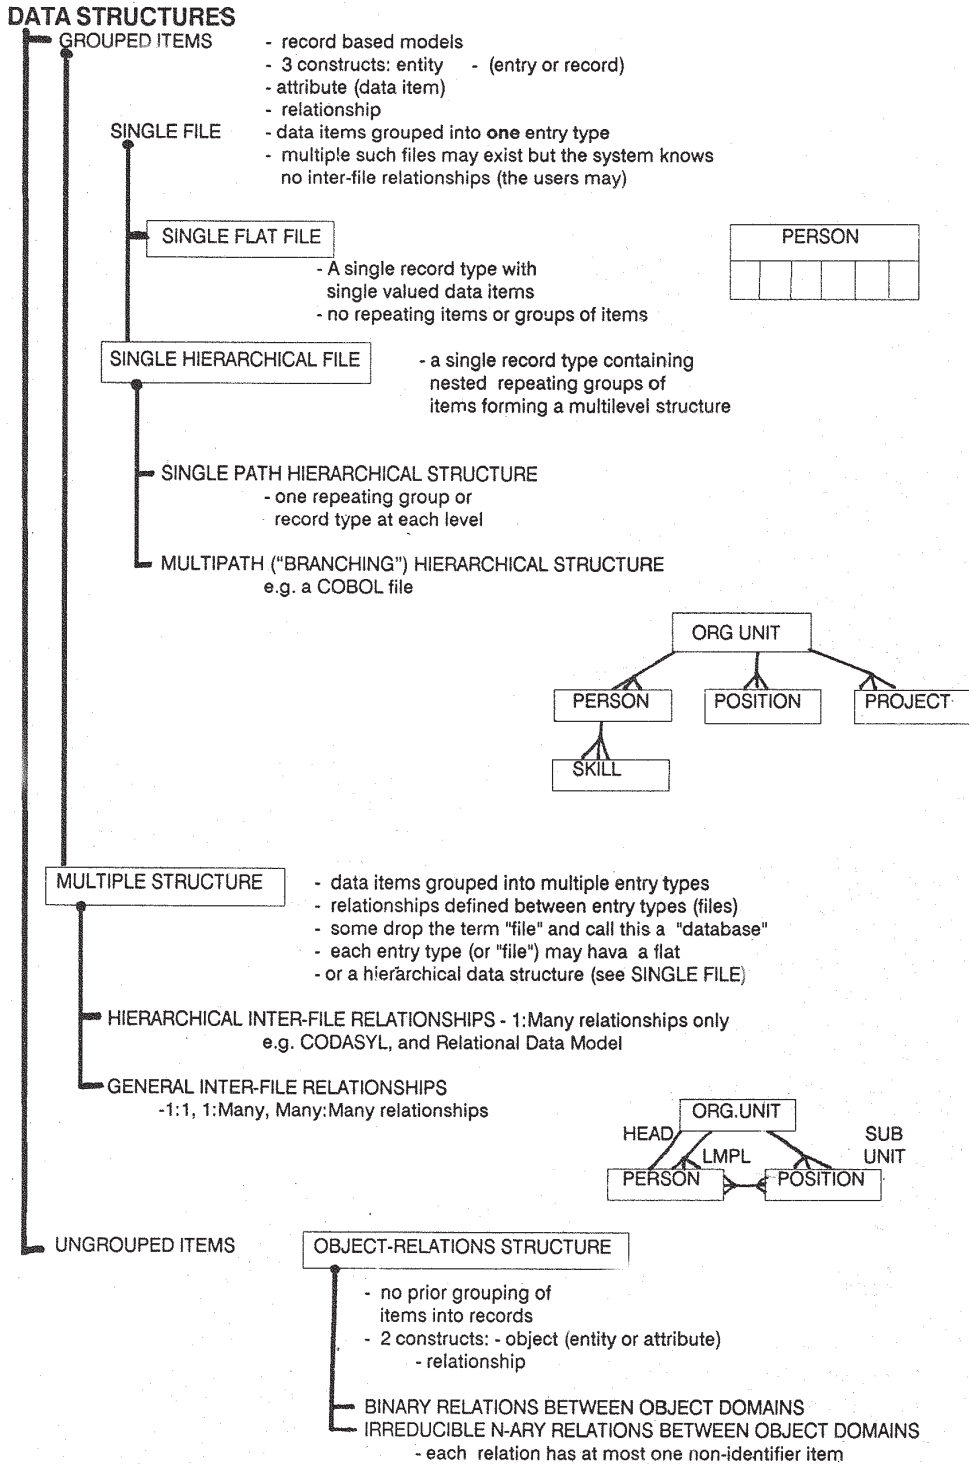 DATA STRUCTURES
GROUPED ITEMS - record based models
- 3 constructs: entity - (entry or record)
- attribute (data item)
- relationship
SINGLE FILE - data items grouped into one entry type
- multiple such files may exist but the system knows
no inter-file relationships (the users may)
SINGLE FLAT FILE
PERSON
- A single record type with
single valued data items
- no repeating items or groups of items
SINGLE HIERARCHICAL FILE - a single record type containing
nested repeating groups of
items forming a multilevel structure
SINGLE PATH HIERARCHICAL STRUCTURE
- one repeating group or
record type at each level
MULTIPATH ("BRANCHING") HIERARCHICAL STRUCTURE
e.g. a COBOL file
ORG UNIT
PERSON POSITION PROJECT
SKILL
MULTIPLE STRUCTURE - data items grouped into multiple entry types
- relationships defined between entry types (files)
- some drop the term "file" and call this a "database"
- each entry type (or "file") may hava a flat
- or a hierarchical data structure (see SINGLE FILE)
HIERARCHICAL INTER-FILE RELATIONSHIPS - 1:Many relationships only
e.g. CODASYL, and Relational Data Model
GENERAL INTER-FILE RELATIONSHIPS
-1:1, 1:Many, Many:Many relationships
ORG.UNIT
HEAD SUB
LMPL UNIT
PERSON POSITION
UNGROUPED ITEMS OBJECT-RELATIONS STRUCTURE
- no prior grouping of
items into records
- 2 constructs: - object (entity or attribute)
- relationship
BINARY RELATIONS BETWEEN OBJECT DOMAINS
IRREDUCIBLE N-ARY RELATIONS BETWEEN OBJECT DOMAINS
- each relation has at most one non-identifier item